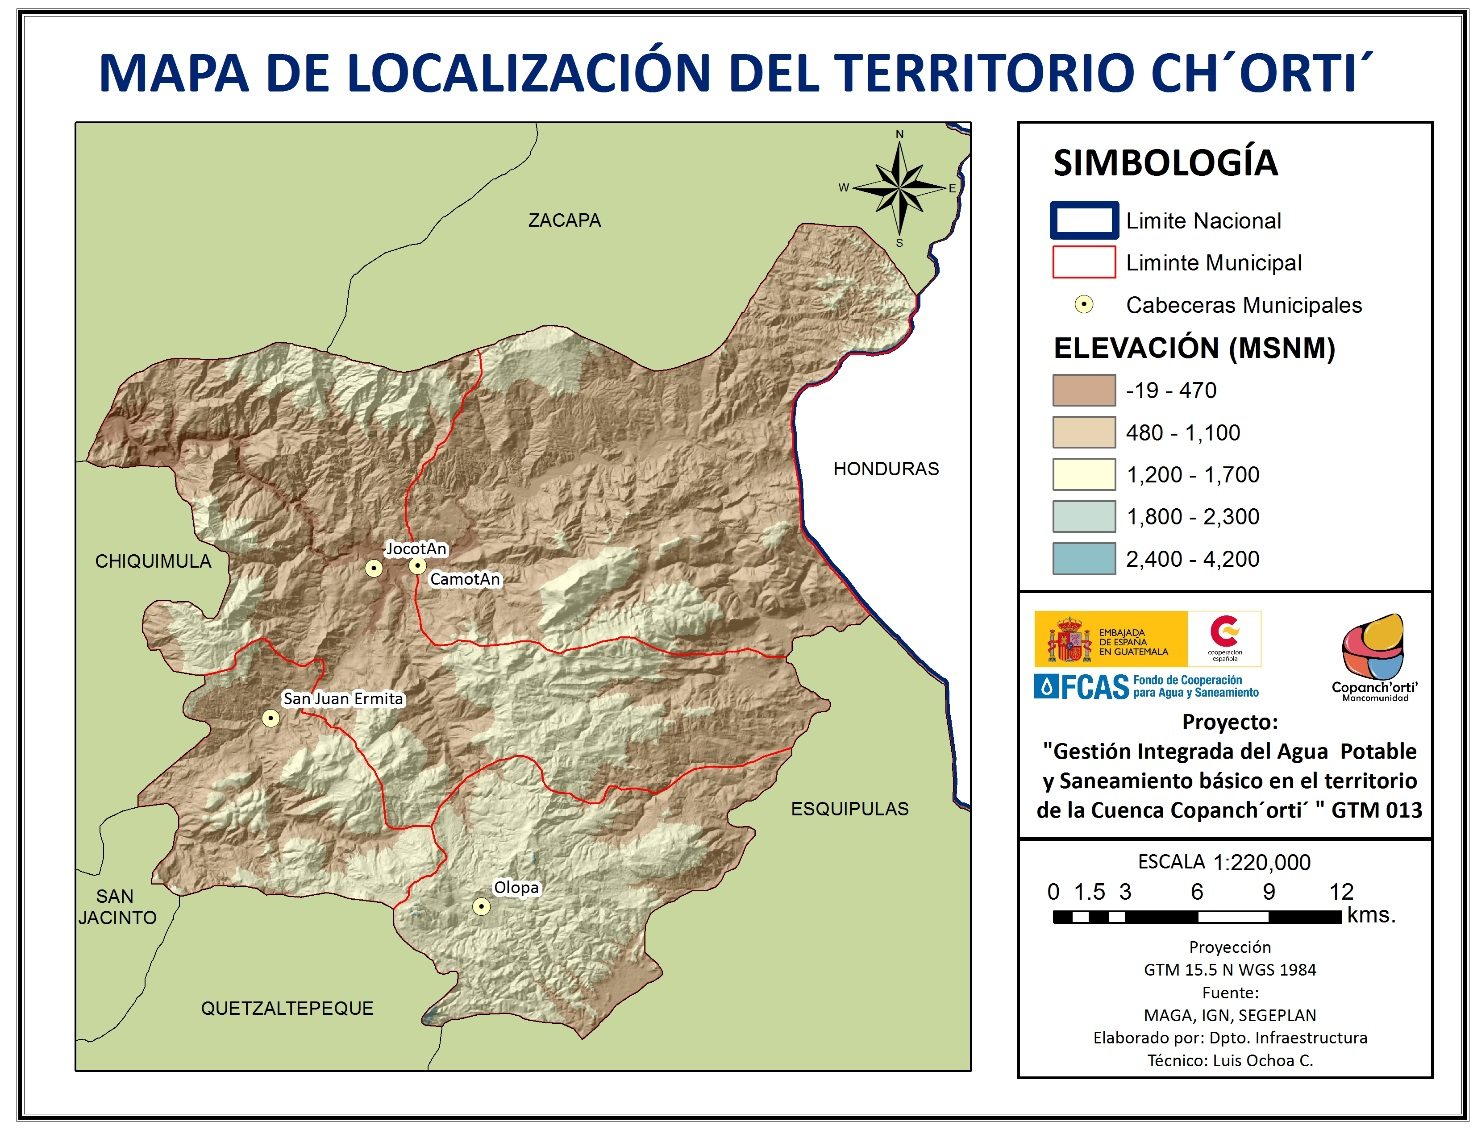 MAPA DE LOCALIZACIÓN DEL TERRITORIO CH´ORTI´
N
W
E
S
ZACAPA
HONDURAS
CHIQUIMULA
JocotAn
CamotAn
San Juan Ermita
ESQUIPULAS
Olopa
SAN
JACINTO
QUETZALTEPEQUE
SIMBOLOGÍA
Limite Nacional
Liminte Municipal
Cabeceras Municipales
ELEVACIÓN (MSNM)
-19 - 470
480 - 1,100
1,200 - 1,700
1,800 - 2,300
2,400 - 4,200
EMBAJADA
DE ESPAÑA
EN GUATEMALA
cooperación
española
FCAS Fondo de Cooperación
para Agua y Saneamiento
Copanch'orti'
Mancomunidad
Proyecto:
"Gestión Integrada del Agua Potable
y Saneamiento básico en el territorio
de la Cuenca Copanch´orti´ " GTM 013
ESCALA 1:220,000
0 1.5 3 6 9 12
kms.
Proyección
GTM 15.5 N WGS 1984
Fuente:
MAGA, IGN, SEGEPLAN
Elaborado por: Dpto. Infraestructura
Técnico: Luis Ochoa C.